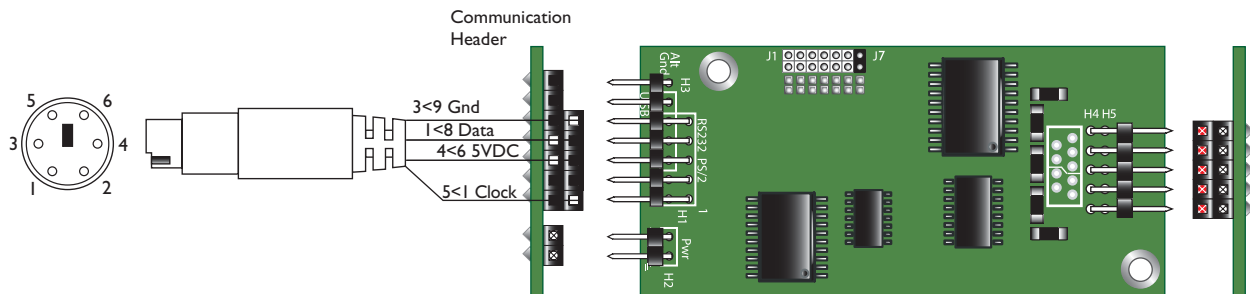 Communication
Header
5 6
3 4
1 2
3<9 Gnd
1<8 Data
4<6 5VDC
5<1 Clock
Alt
Gnd
H3
USB
RS232 PS/2
1
H1
Pwr
H2
J1 J7
H4 H5